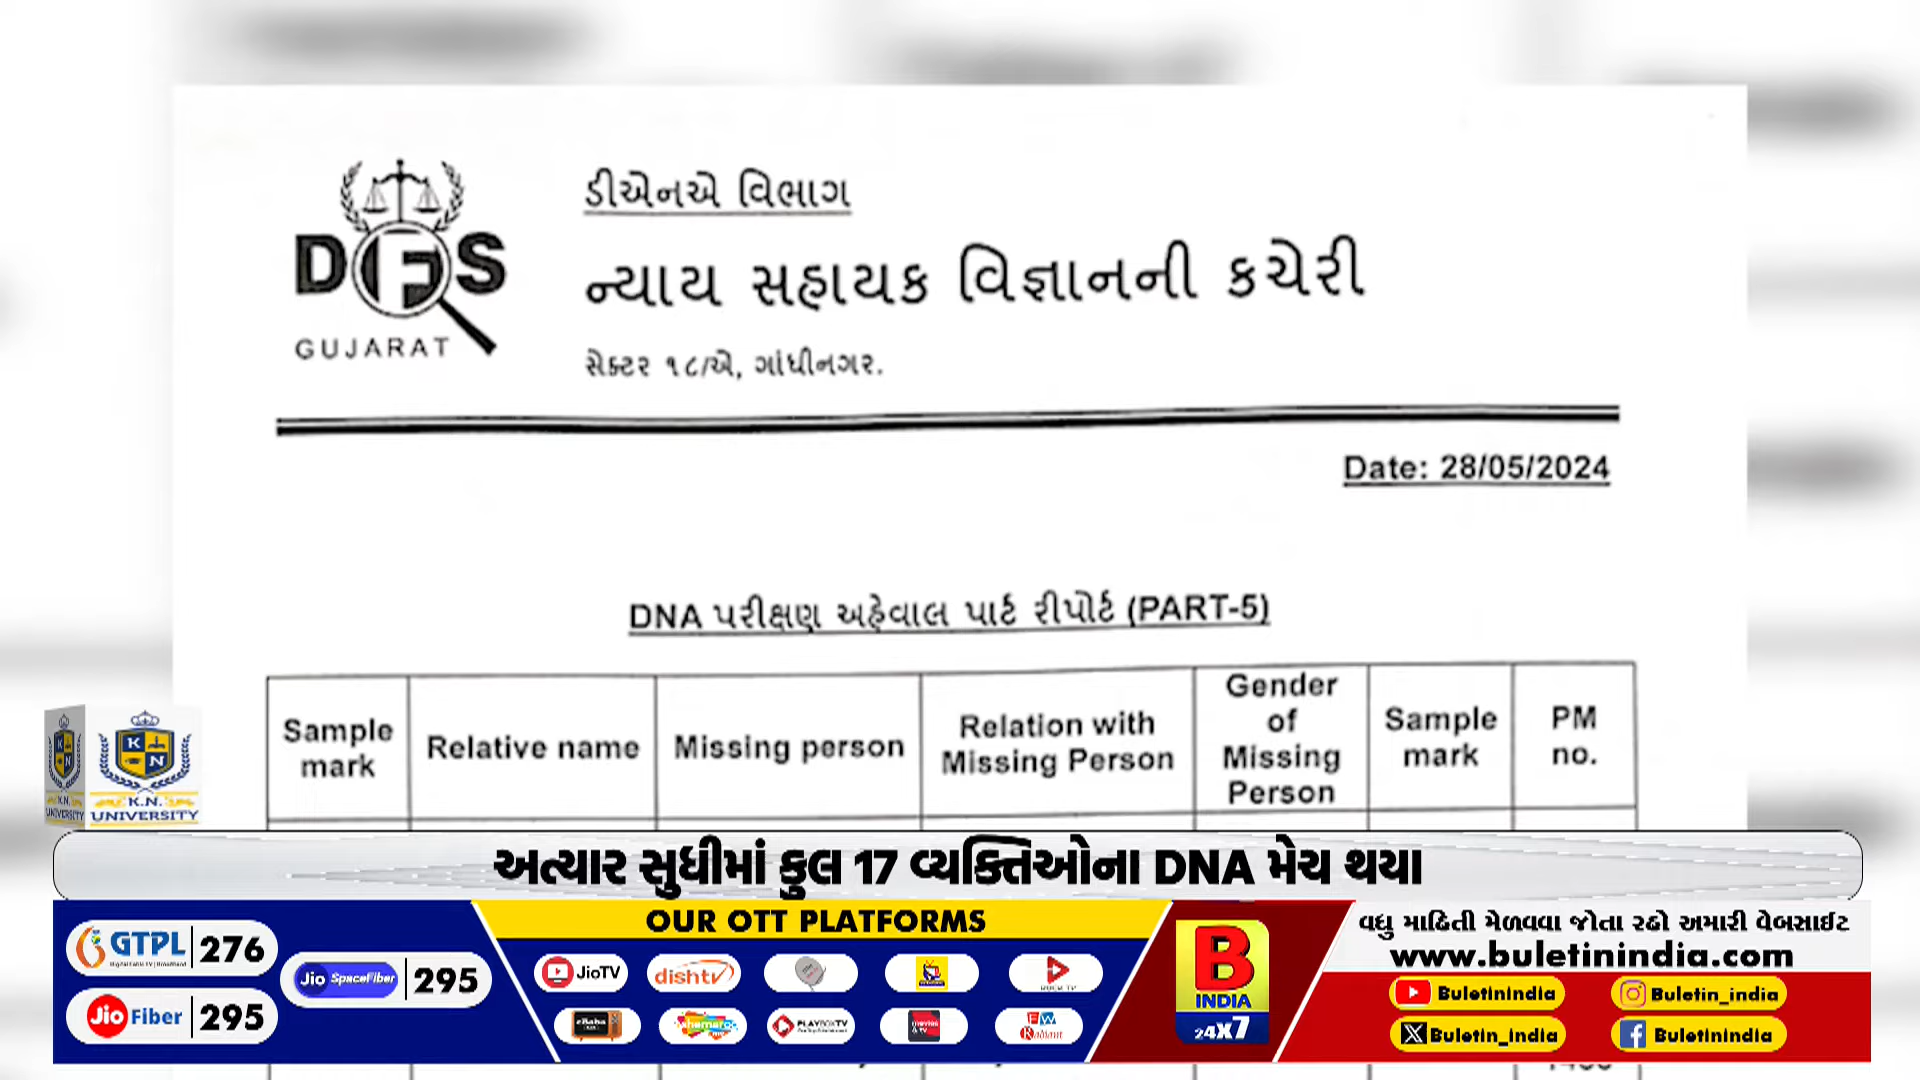 ડીએનએ વિભાગ
ન્યાય સહાયક વિજ્ઞાનની કચેરી
સેક્ટર ૧૮/એ, ગાંધીનગર.
DFS
GUJARAT
Date: 28/05/2024
DNA પરીક્ષણ અહેવાલ પાર્ટ રીપોર્ટ (PART-5)
Sample mark
Relative name
Missing person
Relation with Missing Person
Gender of Missing Person
Sample mark
PM no.
K N
K.N. UNIVERSITY
K.N. UNIVERSITY
અત્યાર સુધીમાં કુલ 17 વ્યક્તિઓના DNA મેચ થયા
GTPL 276
Jio SpaceFiber 295
Jio Fiber 295
OUR OTT PLATFORMS
JioTV
dishtv
PLAYBOXTV
B INDIA 24x7
વધુ માહિતી મેળવવા જોતા રહો અમારી વેબસાઈટ
www.buletinindia.com
Buletinindia
Buletin_india
Buletin_india
Buletinindia